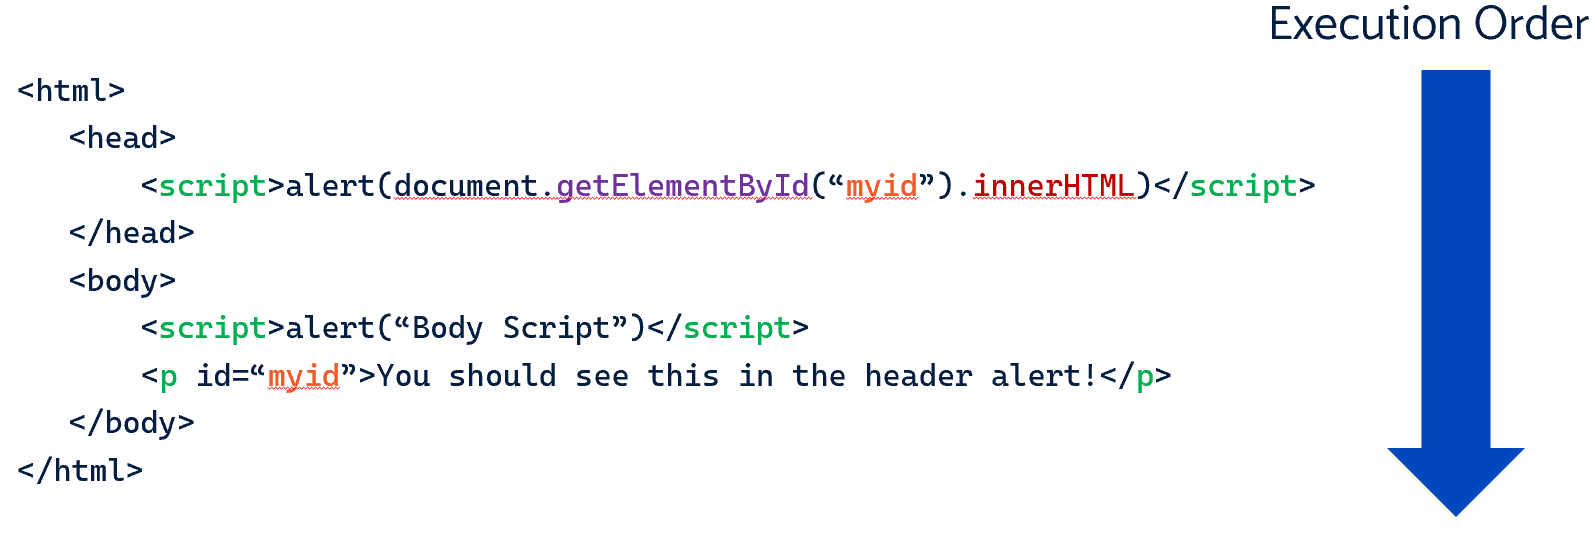 Execution Order
<html>
<head>
<script>alert(document.getElementById(“myid”).innerHTML)</script>
</head>
<body>
<script>alert(“Body Script”)</script>
<p id=“myid”>You should see this in the header alert!</p>
</body>
</html>